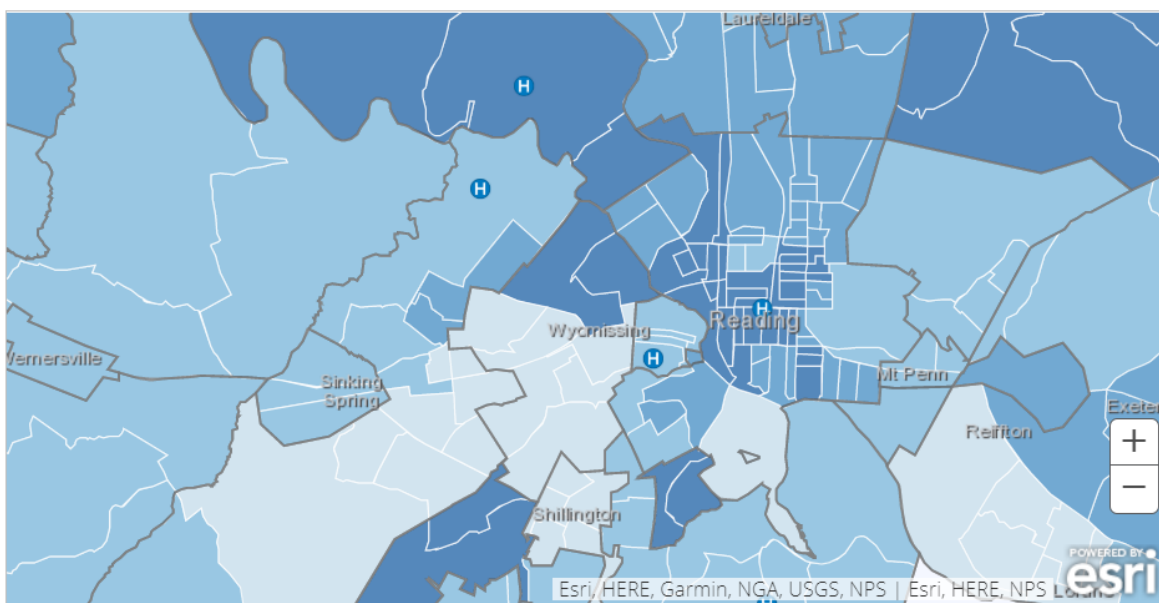 Laureldale
H
H
H
Reading
Wyomissing
H
Wernersville
Sinking
Spring
Mt Penn
Exeter
Reiffton
+
−
Shillington
POWERED BY
esri
Esri, HERE, Garmin, NGA, USGS, NPS | Esri, HERE, NPS